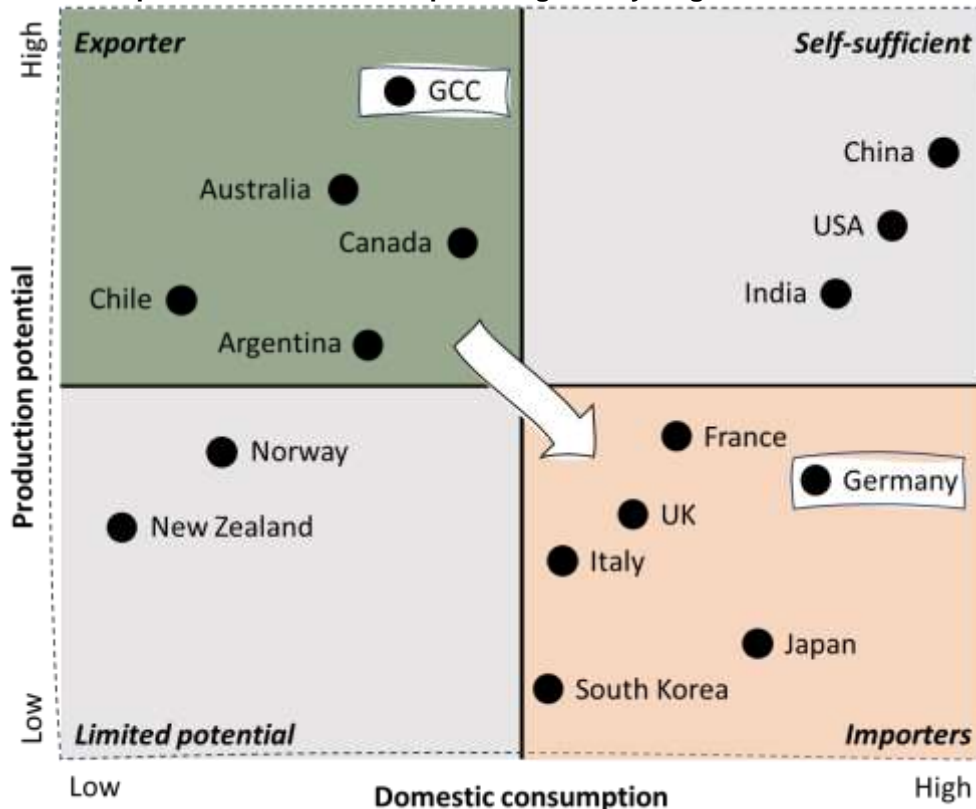 High
Exporter
Self-sufficient
GCC
China
Australia
USA
Canada
India
Chile
Argentina
Production potential
France
Norway
Germany
UK
New Zealand
Italy
Japan
South Korea
Low
Limited potential
Importers
Low
High
Domestic consumption